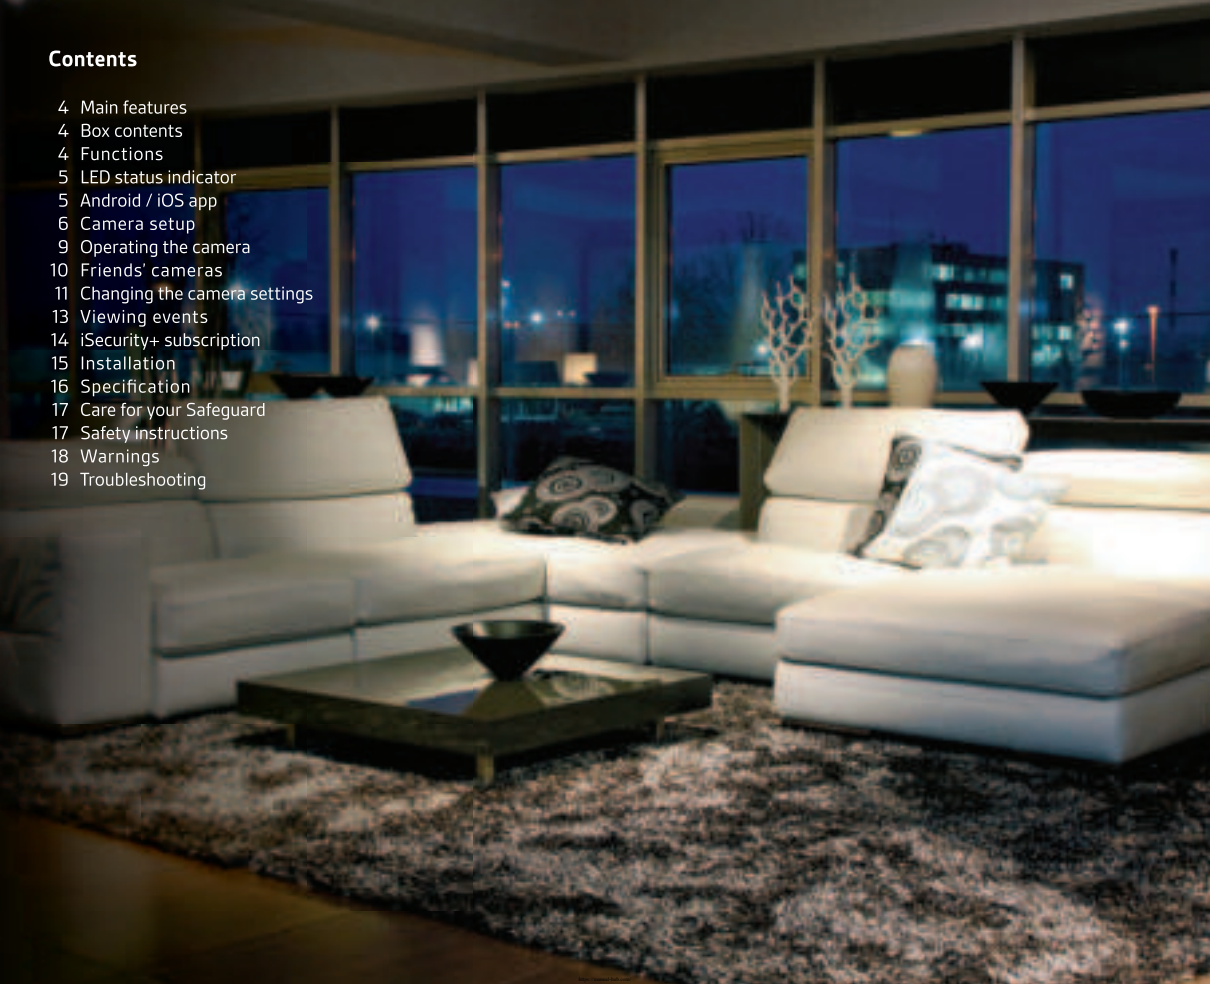 Contents
4 Main features
4 Box contents
4 Functions
5 LED status indicator
5 Android / iOS app
6 Camera setup
9 Operating the camera
10 Friends’ cameras
11 Changing the camera settings
13 Viewing events
14 iSecurity+ subscription
15 Installation
16 Specification
17 Care for your Safeguard
17 Safety instructions
18 Warnings
19 Troubleshooting